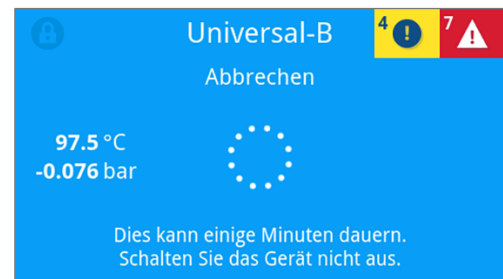 Universal-B
4
7
Abbrechen
97.5 °C
-0.076 bar
Dies kann einige Minuten dauern.
Schalten Sie das Gerät nicht aus.